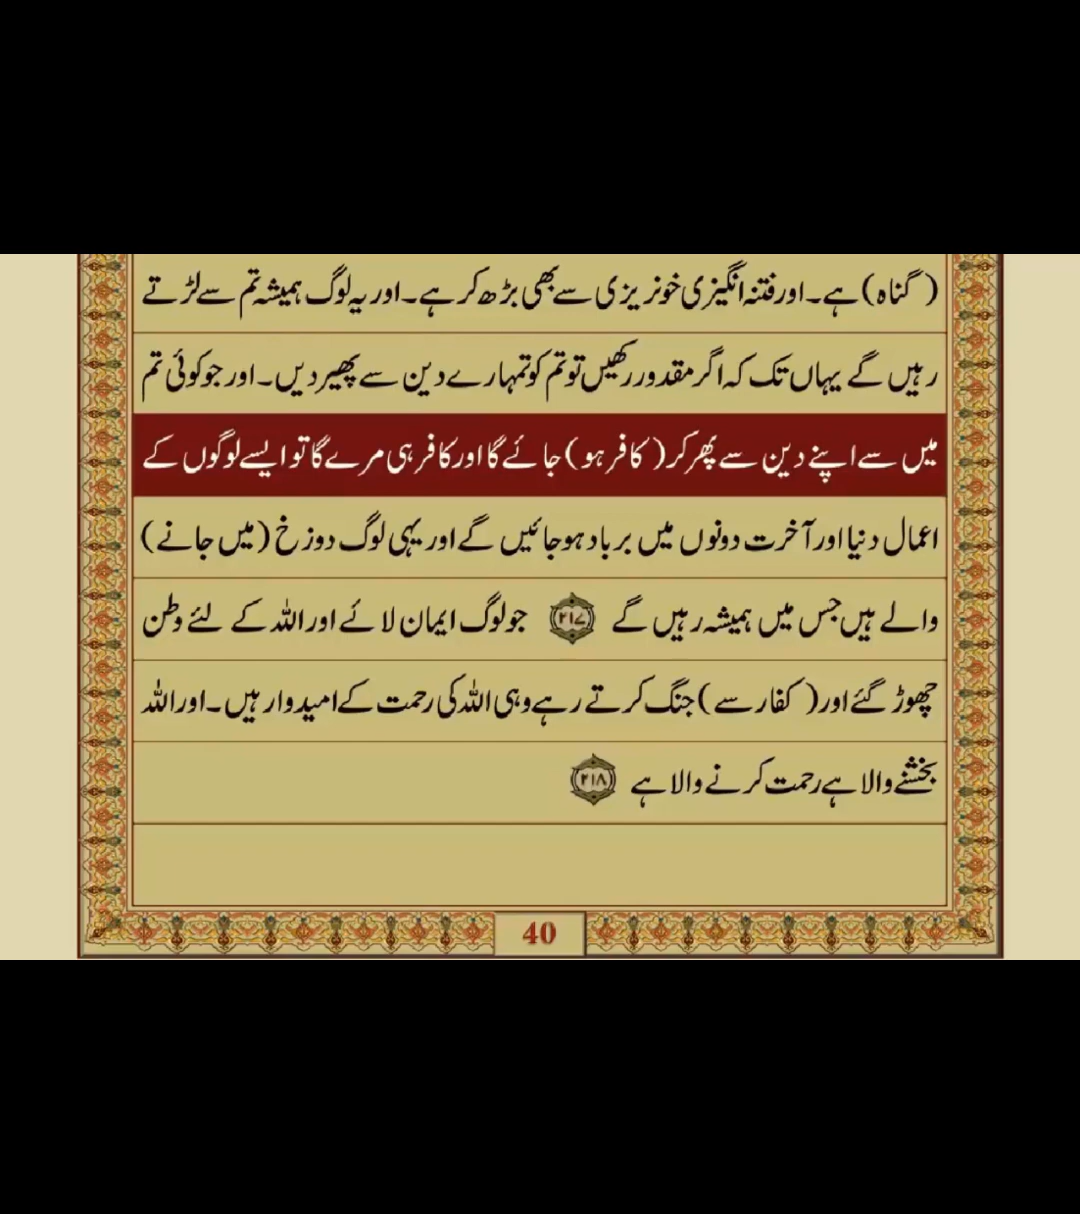 (گناہ) ہے۔ اور فتنہ انگیزی خونریزی سے بھی بڑھ کر ہے۔ اور یہ لوگ ہمیشہ تم سے لڑتے
رہیں گے یہاں تک کہ اگر مقدور رکھیں تو تم کو تمہارے دین سے پھیر دیں۔ اور جو کوئی تم
میں سے اپنے دین سے پھر کر (کافر ہو) جائے گا اور کافر ہی مرے گا تو ایسے لوگوں کے
اعمال دنیا اور آخرت دونوں میں برباد ہوجائیں گے اور یہی لوگ دوزخ (میں جانے)
والے ہیں جس میں ہمیشہ رہیں گے ۲۱۷ جو لوگ ایمان لائے اور اللہ کے لئے وطن
چھوڑ گئے اور (کفار سے) جنگ کرتے رہے وہی اللہ کی رحمت کے امیدوار ہیں۔ اور اللہ
بخشنے والا ہے رحمت کرنے والا ہے ۲۱۸
40